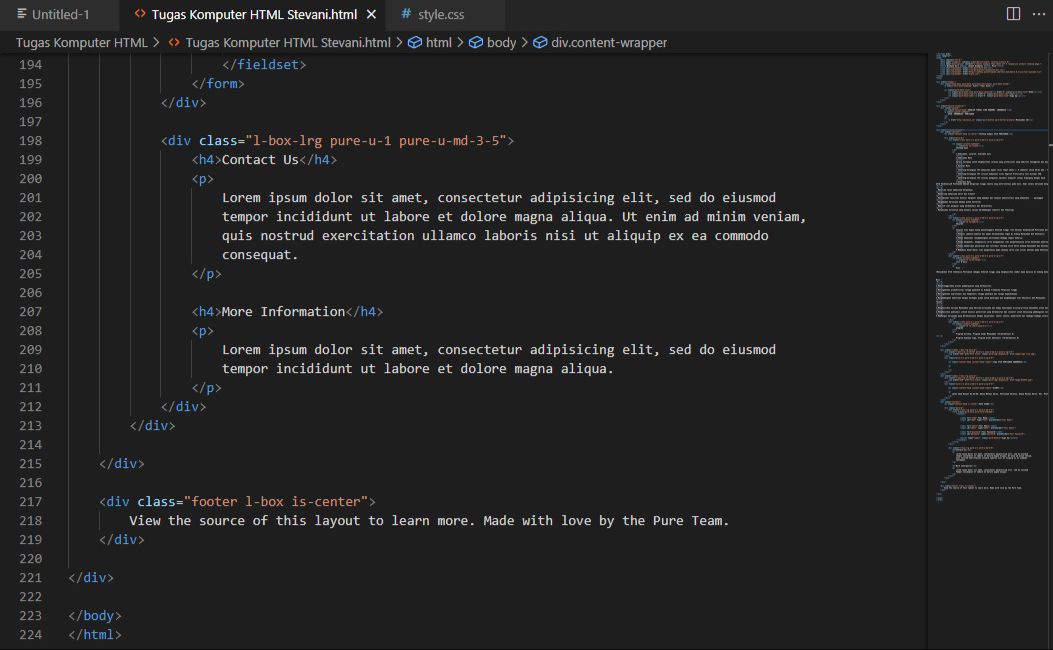 Untitled-1
Tugas Komputer HTML Stevani.html
# style.css
Tugas Komputer HTML > Tugas Komputer HTML Stevani.html > html > body > div.content-wrapper
194 </fieldset>
195 </form>
196 </div>
197
198 <div class="l-box-lrg pure-u-1 pure-u-md-3-5">
199 <h4>Contact Us</h4>
200 <p>
201 Lorem ipsum dolor sit amet, consectetur adipisicing elit, sed do eiusmod
202 tempor incididunt ut labore et dolore magna aliqua. Ut enim ad minim veniam,
203 quis nostrud exercitation ullamco laboris nisi ut aliquip ex ea commodo
204 consequat.
205 </p>
206
207 <h4>More Information</h4>
208 <p>
209 Lorem ipsum dolor sit amet, consectetur adipisicing elit, sed do eiusmod
210 tempor incididunt ut labore et dolore magna aliqua.
211 </p>
212 </div>
213 </div>
214
215 </div>
216
217 <div class="footer l-box is-center">
218 View the source of this layout to learn more. Made with love by the Pure Team.
219 </div>
220
221 </div>
222
223 </body>
224 </html>